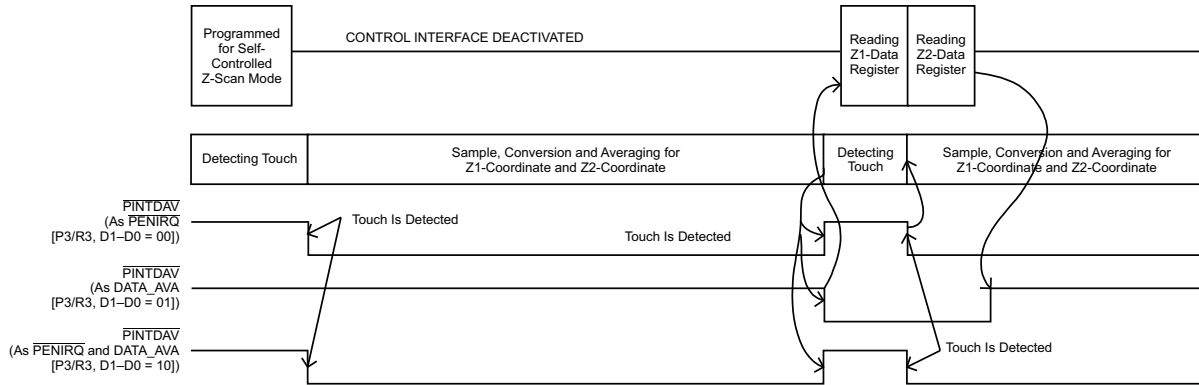 Programmed
for Self-
Controlled
Z-Scan Mode
CONTROL INTERFACE DEACTIVATED
Reading
Z1-Data
Register
Reading
Z2-Data
Register
Detecting Touch
Sample, Conversion and Averaging for
Z1-Coordinate and Z2-Coordinate
Detecting
Touch
Sample, Conversion and Averaging for
Z1-Coordinate and Z2-Coordinate
PINTDAV
(As PENIRQ
[P3/R3, D1–D0 = 00])
Touch Is Detected
Touch Is Detected
PINTDAV
(As DATA_AVA
[P3/R3, D1–D0 = 01])
PINTDAV
(As PENIRQ and DATA_AVA
[P3/R3, D1–D0 = 10])
Touch Is Detected